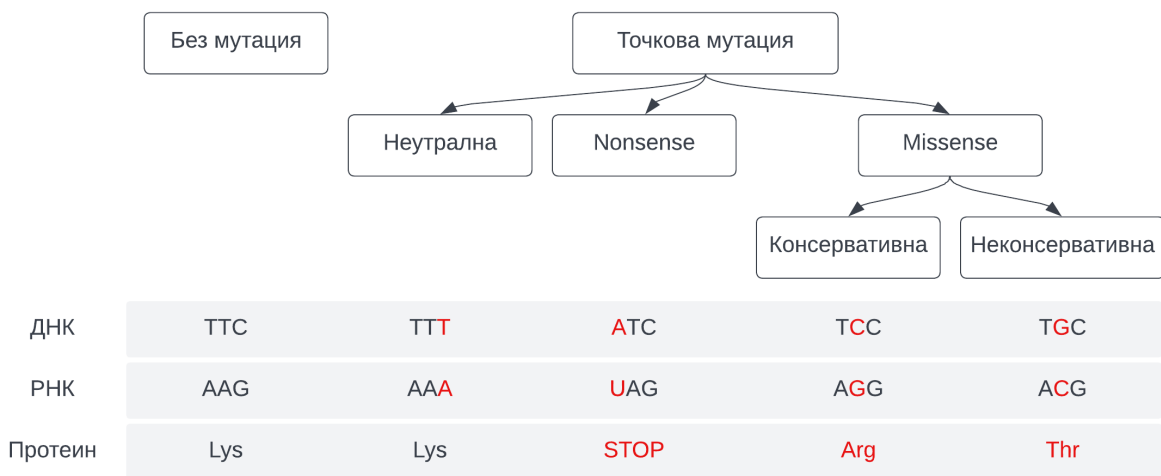 Без мутация
Точкова мутация
Неутрална
Nonsense
Missense
Консервативна
Неконсервативна
ДНК TTC TTT ATC TCC TGC
РНК AAG AAA UAG AGG ACG
Протеин Lys Lys STOP Arg Thr